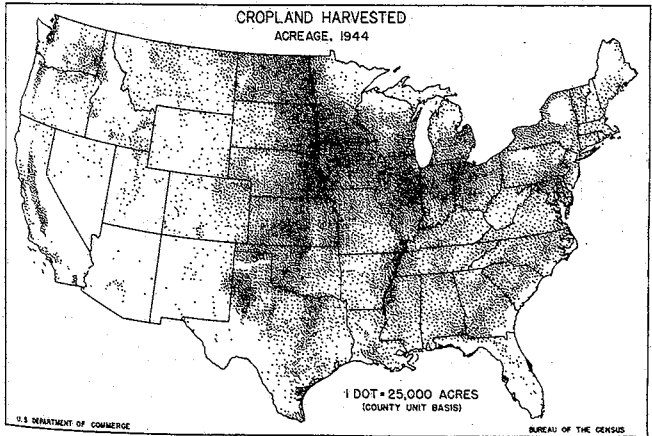 CROPLAND HARVESTED
ACREAGE, 1944
1 DOT = 25,000 ACRES
(COUNTY UNIT BASIS)
U.S DEPARTMENT OF COMMERCE
BUREAU OF THE CENSUS